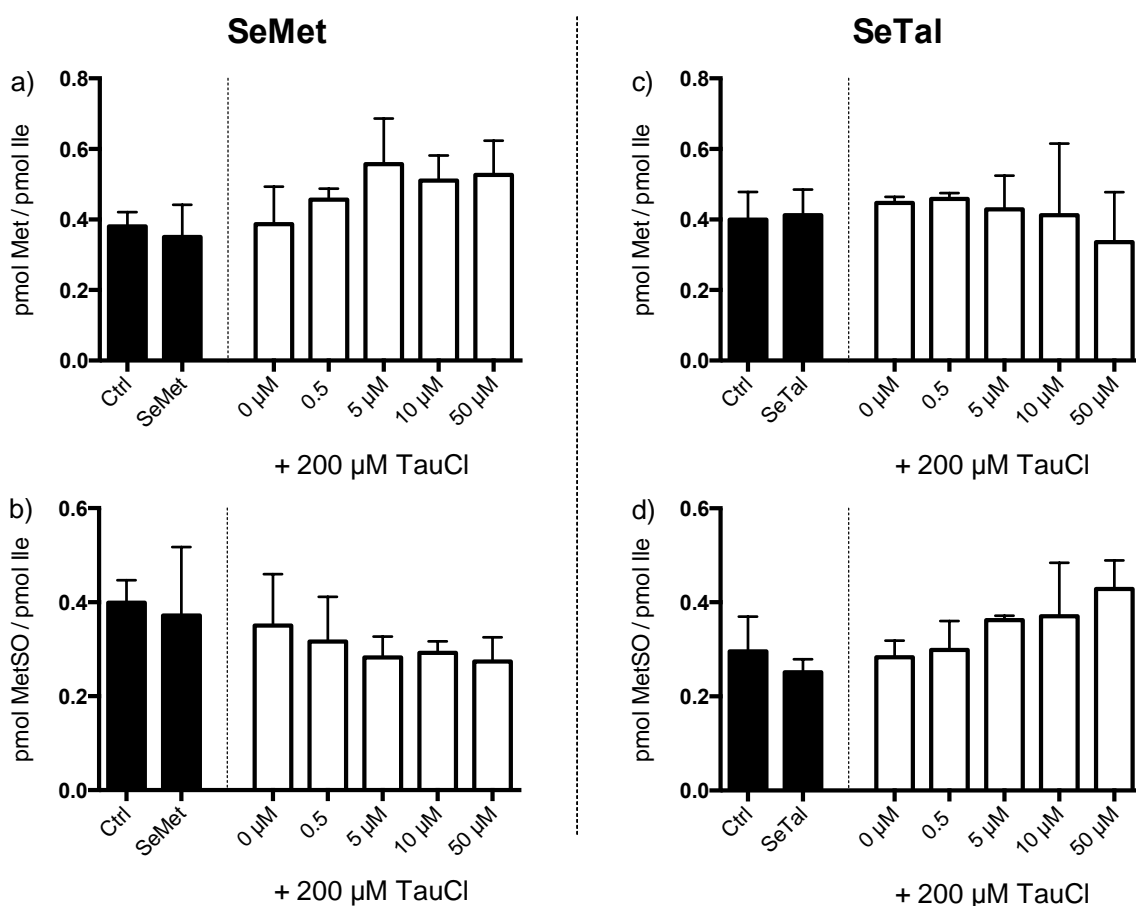 SeMet
SeTal
a)
pmol Met / pmol Ile
0.8
0.6
0.4
0.2
0.0
Ctrl
SeMet
0 µM
0.5
5 µM
10 µM
50 µM
+ 200 µM TauCl
c)
pmol Met / pmol Ile
0.8
0.6
0.4
0.2
0.0
Ctrl
SeTal
0 µM
0.5
5 µM
10 µM
50 µM
+ 200 µM TauCl
b)
pmol MetSO / pmol Ile
0.6
0.4
0.2
0.0
Ctrl
SeMet
0 µM
0.5
5 µM
10 µM
50 µM
+ 200 µM TauCl
d)
pmol MetSO / pmol Ile
0.6
0.4
0.2
0.0
Ctrl
SeTal
0 µM
0.5
5 µM
10 µM
50 µM
+ 200 µM TauCl